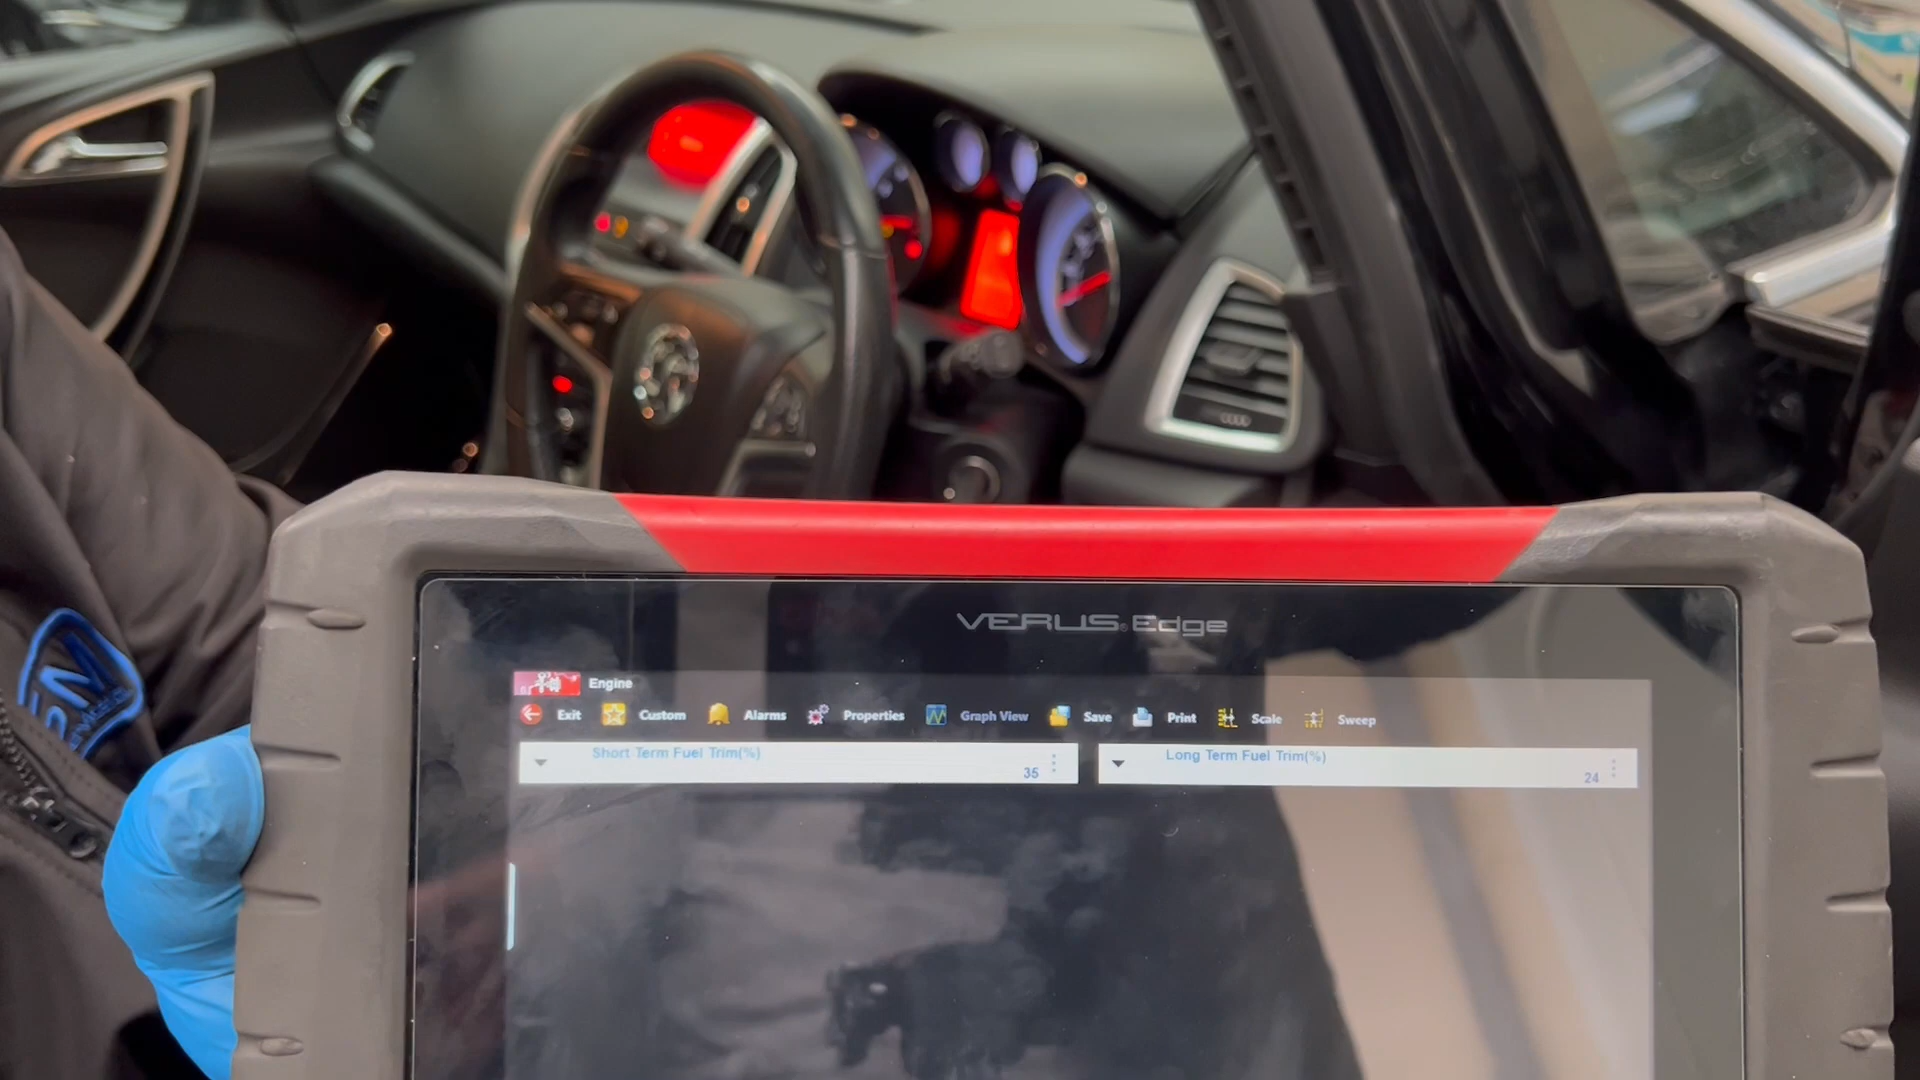 VERUS® Edge
Engine
Exit Custom Alarms Properties Graph View Save Print Scale Sweep
Short Term Fuel Trim(%)
35
Long Term Fuel Trim(%)
24